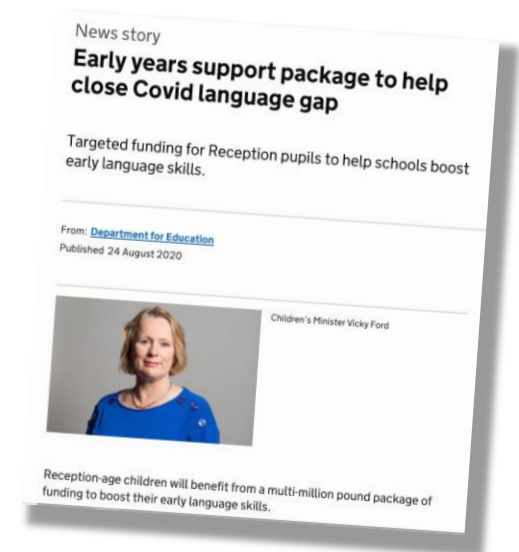 News story
Early years support package to help
close Covid language gap
Targeted funding for Reception pupils to help schools boost
early language skills.
From: Department for Education
Published 24 August 2020
Children's Minister Vicky Ford
Reception-age children will benefit from a multi-million pound package of
funding to boost their early language skills.